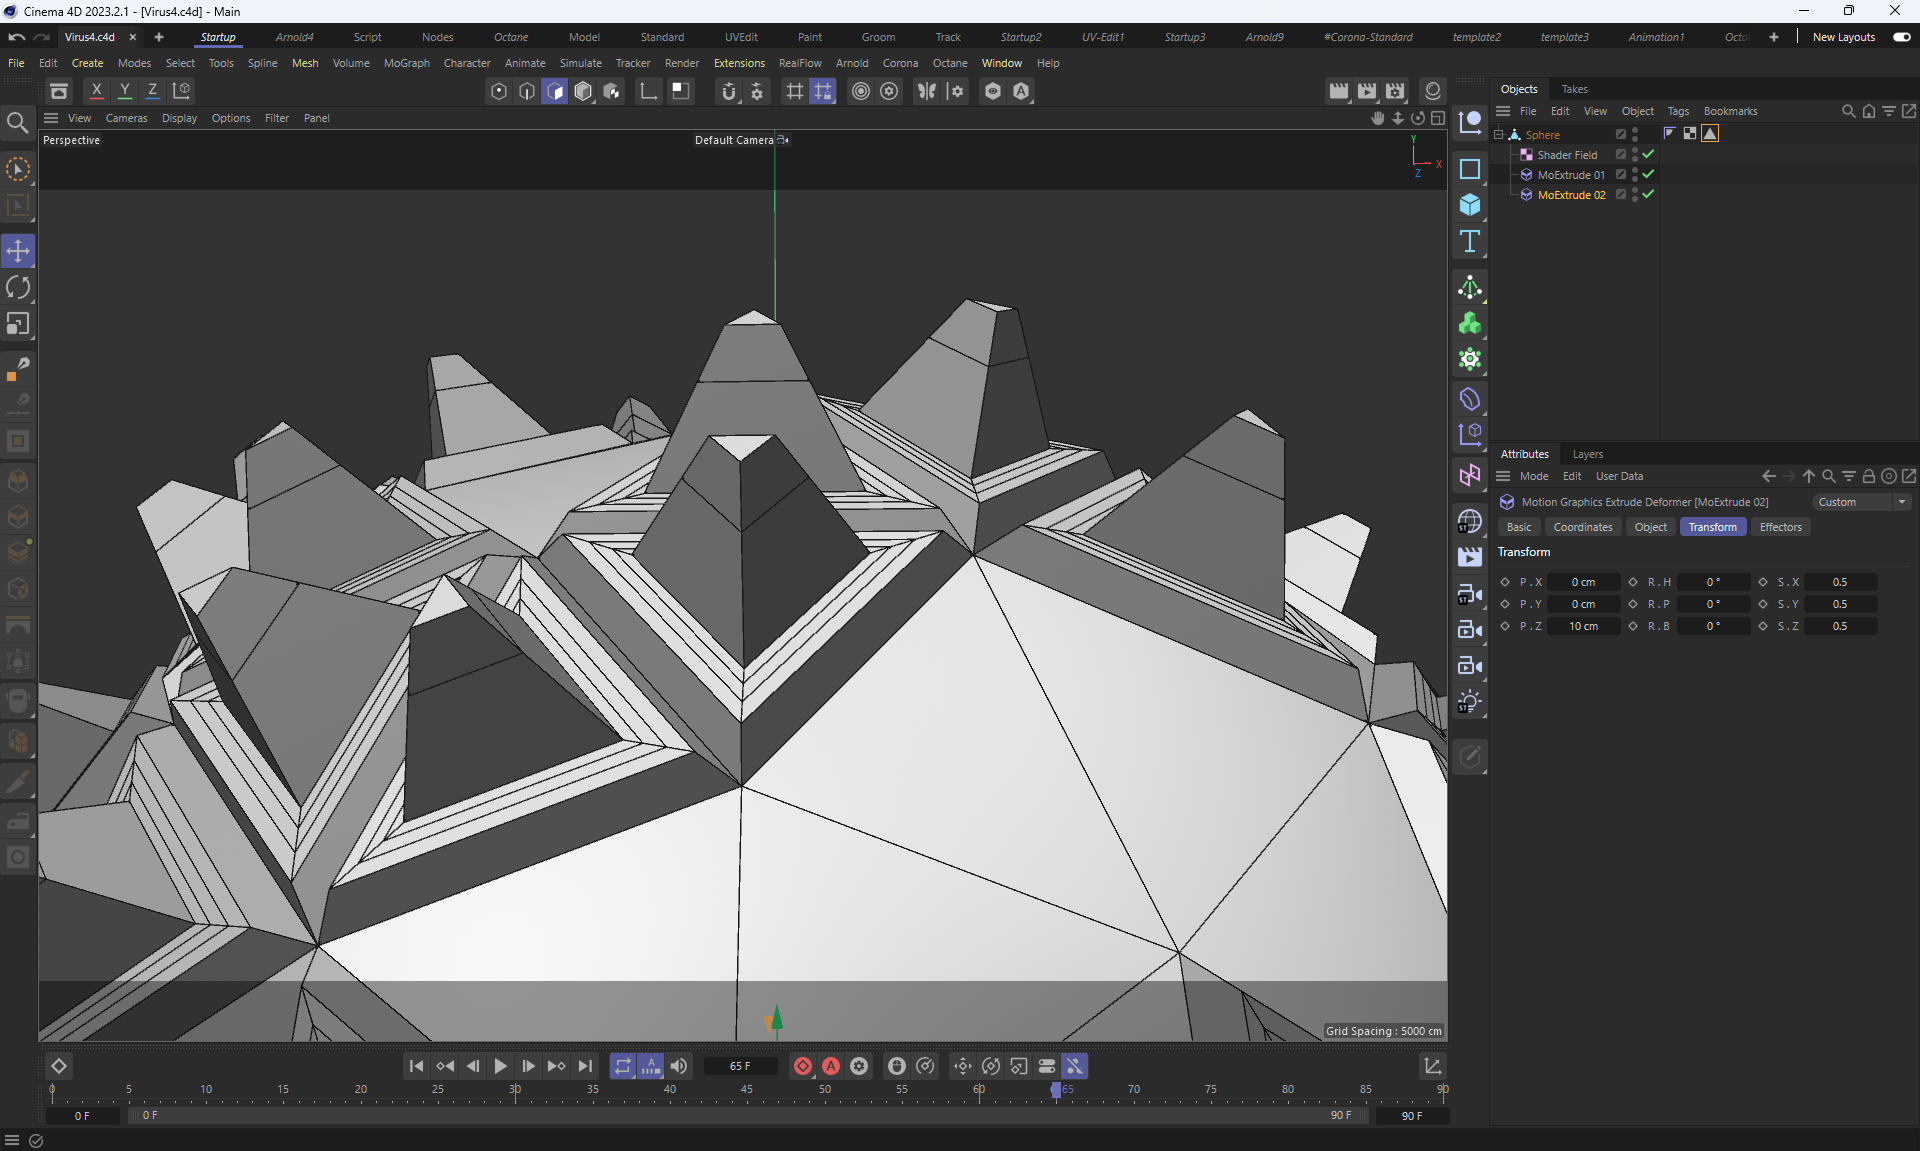 Cinema 4D 2023.2.1 - [Virus4.c4d] - Main
Virus4.c4d × + Startup Arnold4 Script Nodes Octane Model Standard UVEdit Paint Groom Track Startup2 UV-Edit1 Startup3 Arnold9 #Corona-Standard template2 template3 Animation1 Octa + New Layouts
File Edit Create Modes Select Tools Spline Mesh Volume MoGraph Character Animate Simulate Tracker Render Extensions RealFlow Arnold Corona Octane Window Help
X Y Z
View Cameras Display Options Filter Panel
Perspective
Default Camera
Y
X
Z
Grid Spacing : 5000 cm
Objects Takes
File Edit View Object Tags Bookmarks
Sphere
Shader Field
MoExtrude 01
MoExtrude 02
Attributes Layers
Mode Edit User Data
Motion Graphics Extrude Deformer [MoExtrude 02] Custom
Basic Coordinates Object Transform Effectors
Transform
P . X 0 cm R . H 0 ° S . X 0.5
P . Y 0 cm R . P 0 ° S . Y 0.5
P . Z 10 cm R . B 0 ° S . Z 0.5
65 F
0 5 10 15 20 25 30 35 40 45 50 55 60 65 70 75 80 85 90
0 F 0 F 90 F 90 F